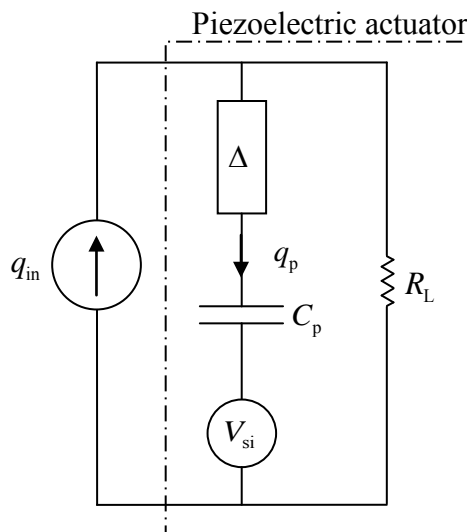 Piezoelectric actuator
Δ
q_in
q_p
C_p
R_L
V_si